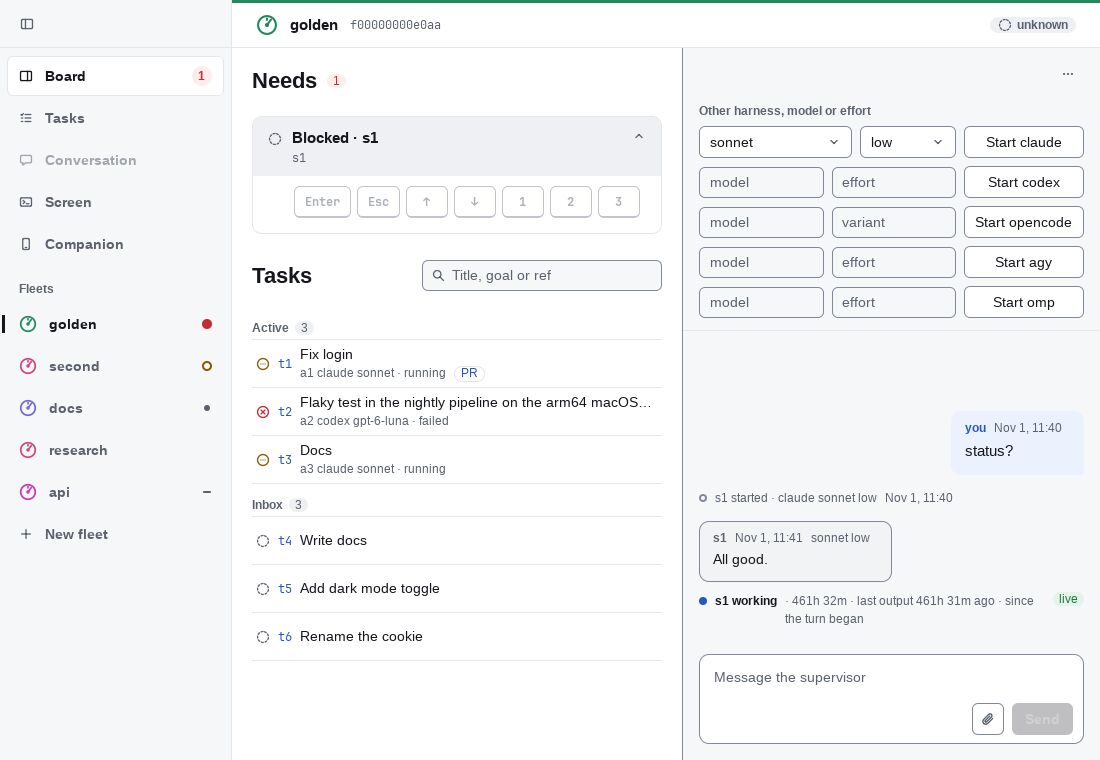 golden f00000000e0aa unknown
Board 1
Tasks
Conversation
Screen
Companion
Fleets
golden
second
docs
research
api
New fleet
Needs 1
Blocked · s1
s1
Enter Esc ↑ ↓ 1 2 3
Tasks
Title, goal or ref
Active 3
t1 Fix login
a1 claude sonnet · running PR
t2 Flaky test in the nightly pipeline on the arm64 macOS…
a2 codex gpt-6-luna · failed
t3 Docs
a3 claude sonnet · running
Inbox 3
t4 Write docs
t5 Add dark mode toggle
t6 Rename the cookie
Other harness, model or effort
sonnet low Start claude
model effort Start codex
model variant Start opencode
model effort Start agy
model effort Start omp
you Nov 1, 11:40
status?
s1 started · claude sonnet low Nov 1, 11:40
s1 Nov 1, 11:41 sonnet low
All good.
s1 working · 461h 32m · last output 461h 31m ago · since live
the turn began
Message the supervisor
Send